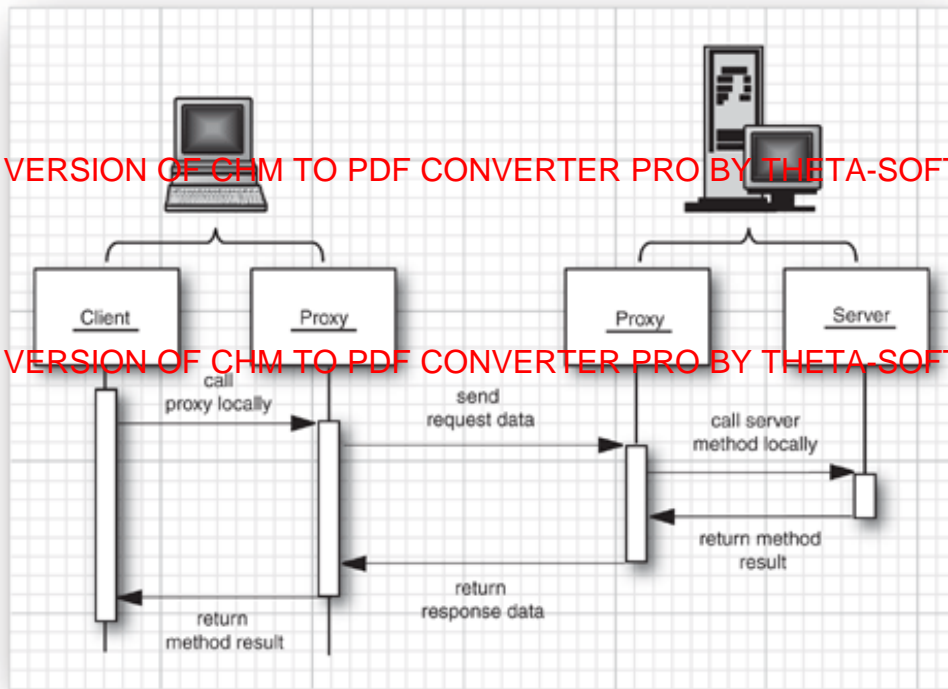 VERSION OF CHM TO PDF CONVERTER PRO BY THETA-SOFT
Client
Proxy
Proxy
Server
VERSION OF CHM TO PDF CONVERTER PRO BY THETA-SOFT
call
proxy locally
send
request data
call server
method locally
return method
result
return
response data
return
method result